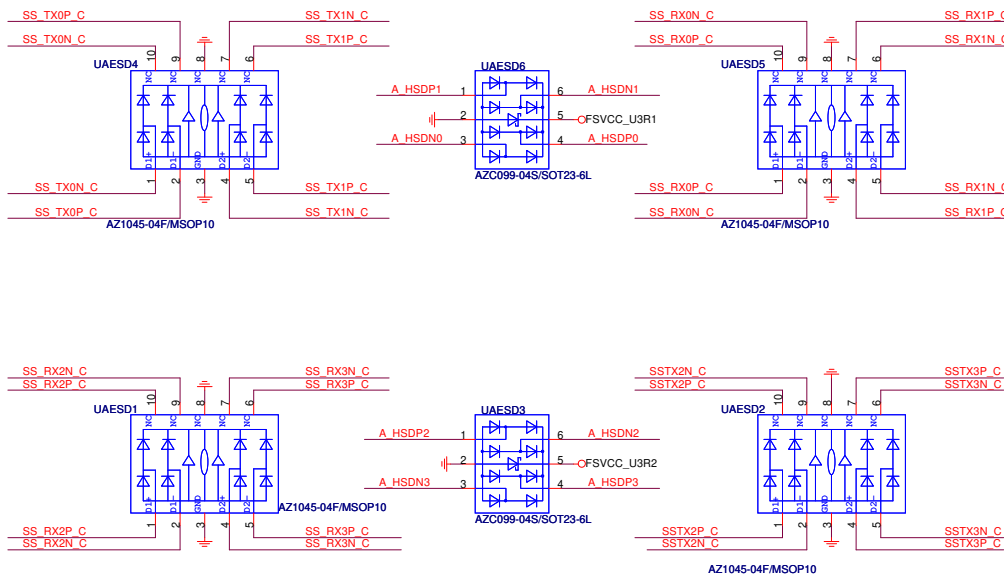 SS_TX0P_C
SS_TX0N_C
SS_TX1N_C
SS_TX1P_C
10
9
8
7
6
UAESD4
NC
NC
NC
NC
D1+
D1-
GND
D2+
D2-
1
2
3
4
5
SS_TX0N_C
SS_TX0P_C
SS_TX1P_C
SS_TX1N_C
AZ1045-04F/MSOP10
UAESD6
A_HSDP1
1
6
A_HSDN1
2
5
FSVCC_U3R1
A_HSDN0
3
4
A_HSDP0
AZC099-04S/SOT23-6L
SS_RX0N_C
SS_RX0P_C
SS_RX1P_C
SS_RX1N_C
10
9
8
7
6
UAESD5
NC
NC
NC
NC
D1+
D1-
GND
D2+
D2-
1
2
3
4
5
SS_RX0P_C
SS_RX0N_C
SS_RX1N_C
SS_RX1P_C
AZ1045-04F/MSOP10
SS_RX2N_C
SS_RX2P_C
SS_RX3N_C
SS_RX3P_C
10
9
8
7
6
UAESD1
NC
NC
NC
NC
D1+
D1-
GND
D2+
D2-
1
2
3
4
5
AZ1045-04F/MSOP10
SS_RX2P_C
SS_RX2N_C
SS_RX3P_C
SS_RX3N_C
UAESD3
A_HSDP2
1
6
A_HSDN2
2
5
FSVCC_U3R2
A_HSDN3
3
4
A_HSDP3
AZC099-04S/SOT23-6L
SSTX2N_C
SSTX2P_C
SSTX3P_C
SSTX3N_C
10
9
8
7
6
UAESD2
NC
NC
NC
NC
D1+
D1-
GND
D2+
D2-
1
2
3
4
5
SSTX2P_C
SSTX2N_C
SSTX3N_C
SSTX3P_C
AZ1045-04F/MSOP10